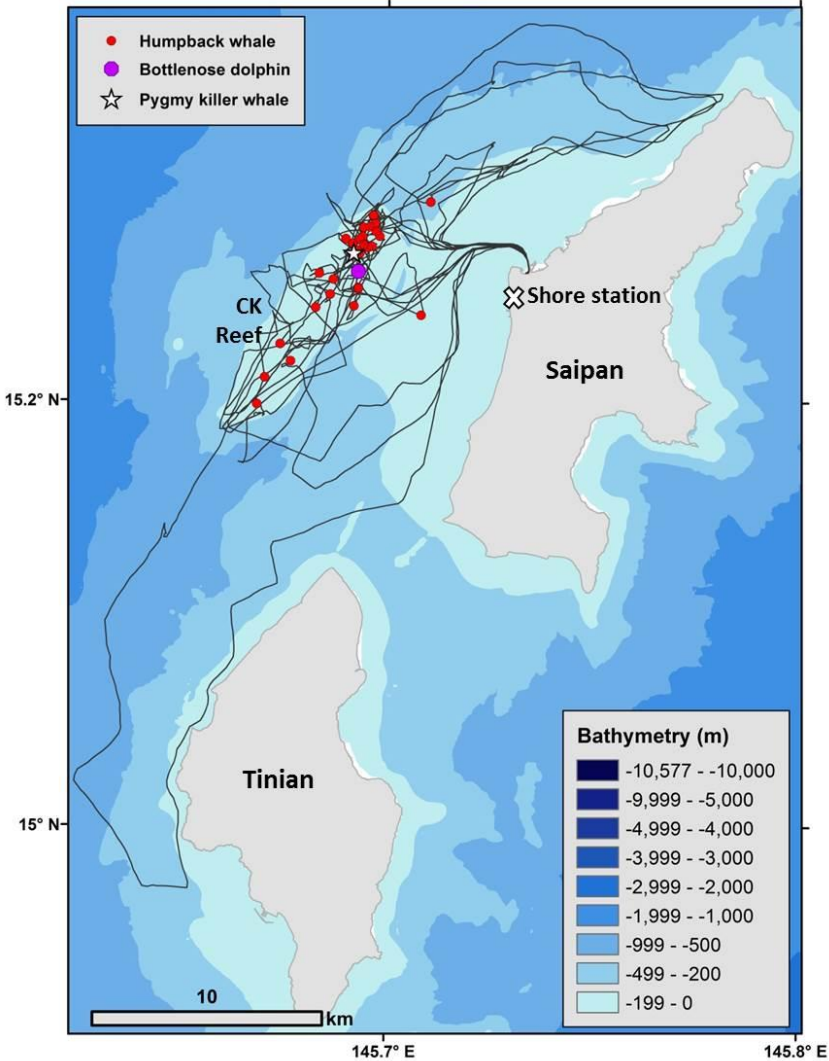 Humpback whale
Bottlenose dolphin
Pygmy killer whale
CK
Reef
Shore station
Saipan
15.2° N
Tinian
15° N
Bathymetry (m)
-10,577 - -10,000
-9,999 - -5,000
-4,999 - -4,000
-3,999 - -3,000
-2,999 - -2,000
-1,999 - -1,000
-999 - -500
-499 - -200
-199 - 0
10
km
145.7° E
145.8° E